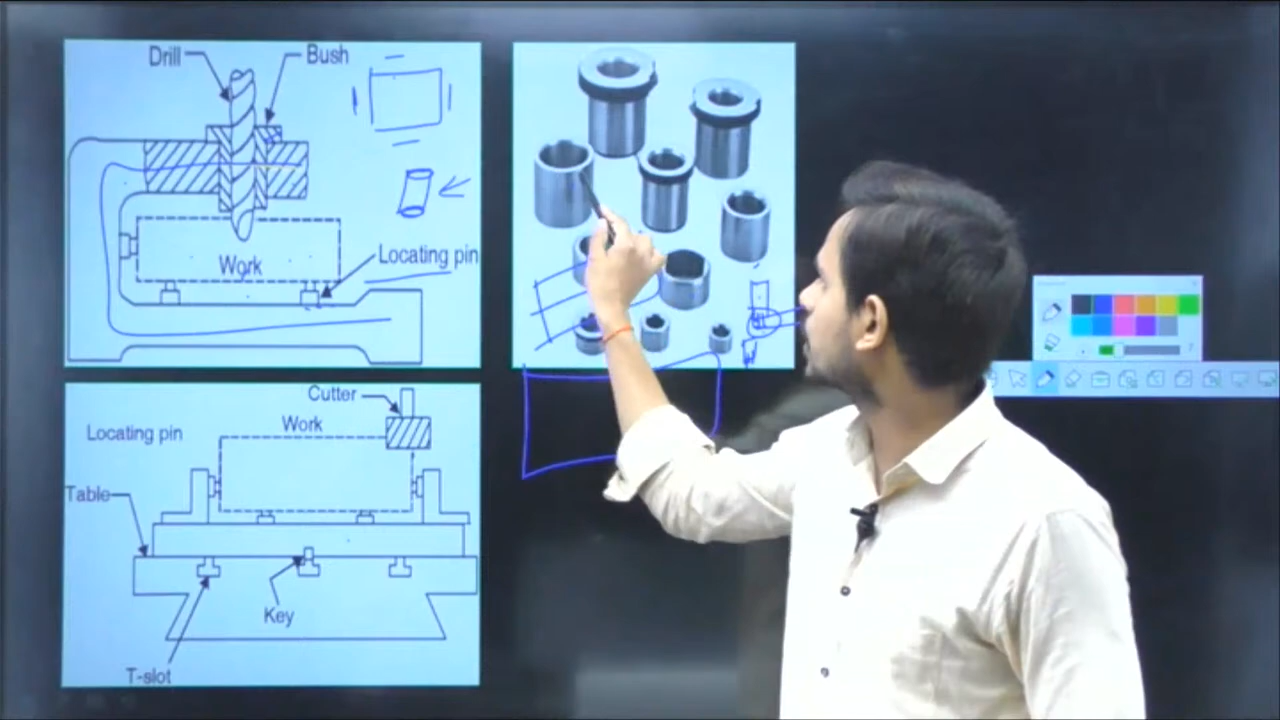 Drill
Bush
Locating pin
Work
Cutter
Work
Locating pin
Table
Key
T-slot